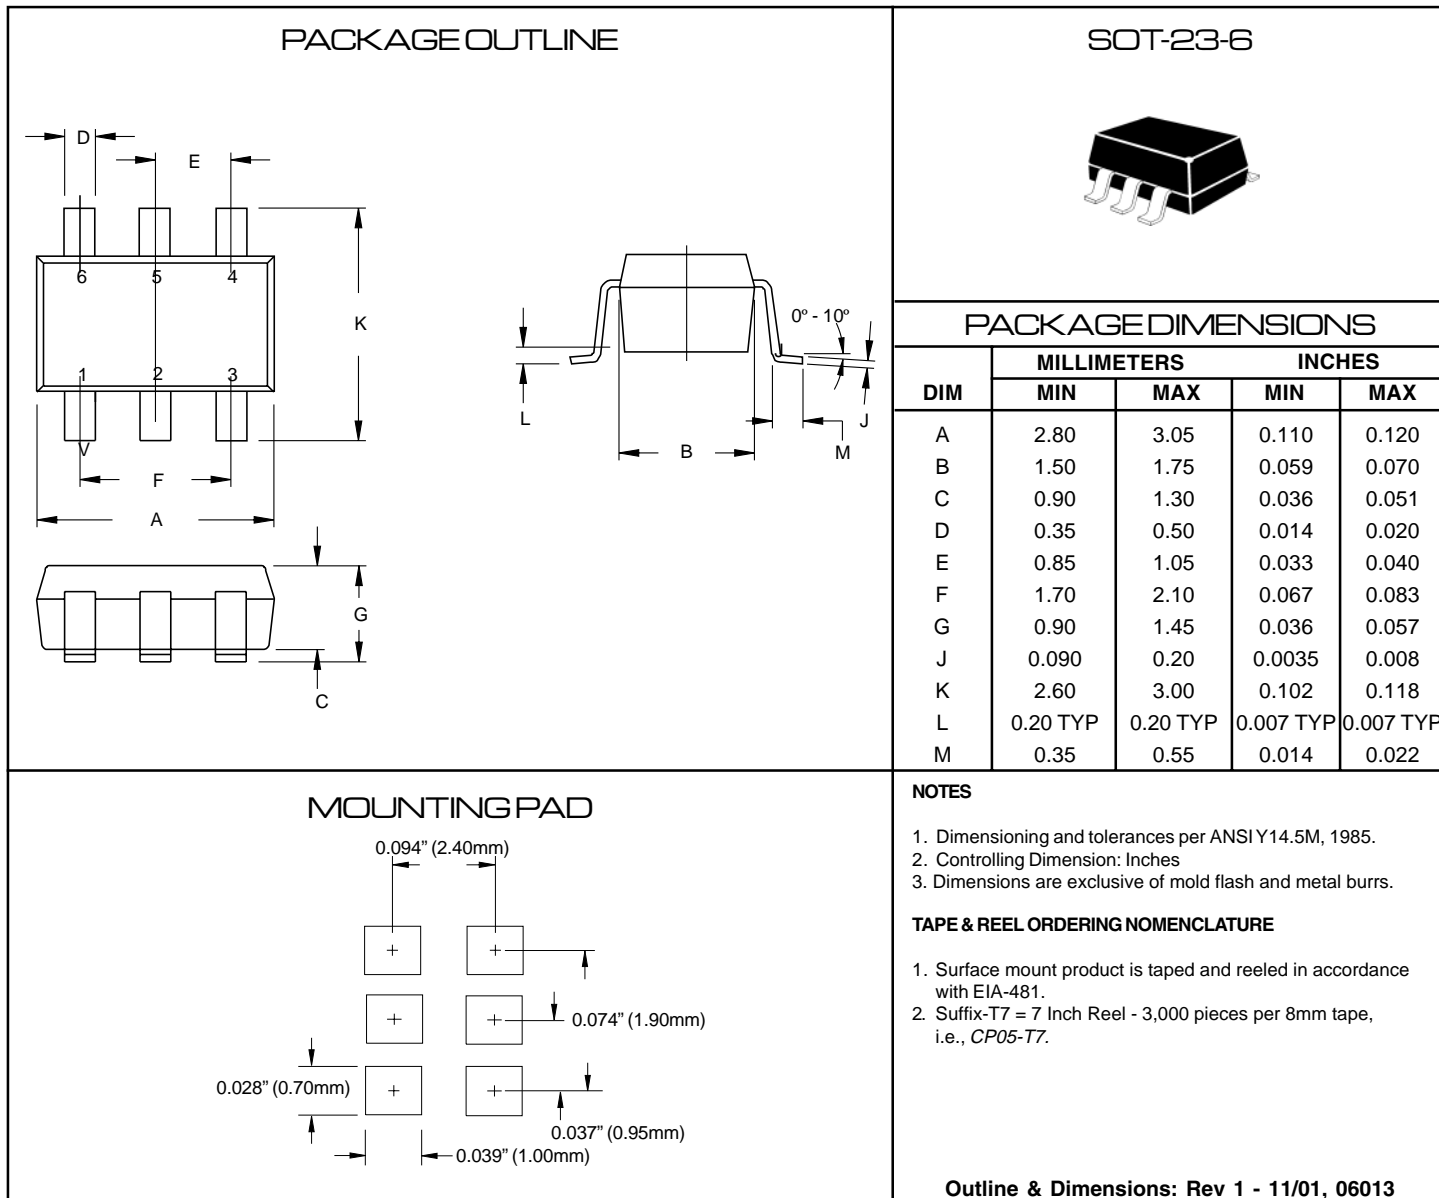 PACKAGE OUTLINE
D
E
6 5 4
K
1 2 3
V
F
A
G
C
0º - 10º
L
B
M
J
SOT-23-6
PACKAGE DIMENSIONS
MILLIMETERS INCHES
DIM MIN MAX MIN MAX
A 2.80 3.05 0.110 0.120
B 1.50 1.75 0.059 0.070
C 0.90 1.30 0.036 0.051
D 0.35 0.50 0.014 0.020
E 0.85 1.05 0.033 0.040
F 1.70 2.10 0.067 0.083
G 0.90 1.45 0.036 0.057
J 0.090 0.20 0.0035 0.008
K 2.60 3.00 0.102 0.118
L 0.20 TYP 0.20 TYP 0.007 TYP 0.007 TYP
M 0.35 0.55 0.014 0.022
MOUNTING PAD
0.094” (2.40mm)
0.074” (1.90mm)
0.028” (0.70mm)
0.037” (0.95mm)
0.039” (1.00mm)
NOTES
1. Dimensioning and tolerances per ANSI Y14.5M, 1985.
2. Controlling Dimension: Inches
3. Dimensions are exclusive of mold flash and metal burrs.
TAPE & REEL ORDERING NOMENCLATURE
1. Surface mount product is taped and reeled in accordance
with EIA-481.
2. Suffix-T7 = 7 Inch Reel - 3,000 pieces per 8mm tape,
i.e., CP05-T7.
Outline & Dimensions: Rev 1 - 11/01, 06013